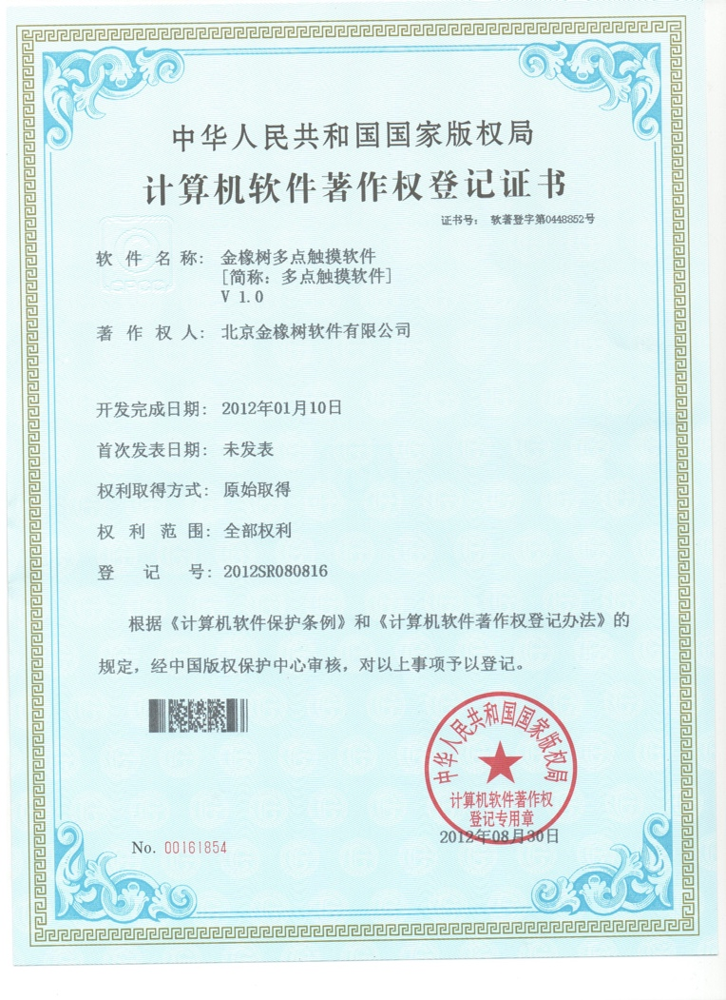 中华人民共和国国家版权局
计算机软件著作权登记证书
证书号： 软著登字第0448852号
CPCC
软件名称： 金橡树多点触摸软件
[简称：多点触摸软件]
V 1.0
著作权人： 北京金橡树软件有限公司
开发完成日期： 2012年01月10日
首次发表日期： 未发表
权利取得方式： 原始取得
权利范围： 全部权利
登记号： 2012SR080816
根据《计算机软件保护条例》和《计算机软件著作权登记办法》的
规定，经中国版权保护中心审核，对以上事项予以登记。
中华人民共和国国家版权局
计算机软件著作权
登记专用章
2012年08月30日
No. 00161854